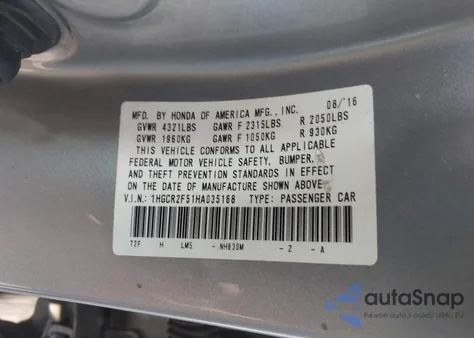 MFD. BY HONDA OF AMERICA MFG., INC. 08/'16
GVWR 4321LBS GAWR F 2315LBS R 2050LBS
GVWR 1960KG GAWR F 1050KG R 930KG
THIS VEHICLE CONFORMS TO ALL APPLICABLE
FEDERAL MOTOR VEHICLE SAFETY, BUMPER,
AND THEFT PREVENTION STANDARDS IN EFFECT
ON THE DATE OF MANUFACTURE SHOWN ABOVE.
V.I.N.: 1HGCR2F51HA035168 TYPE: PASSENGER CAR
T2F H LMS - NH830M - Z - A
autoSnap